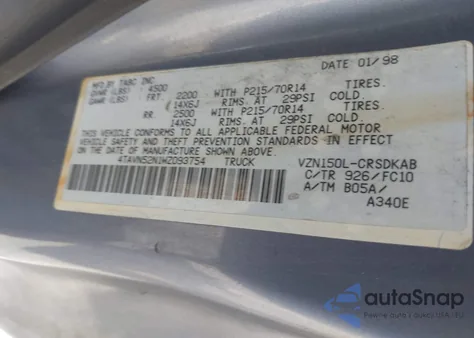 MFD BY TABC INC. DATE 01/98
GVWR (LBS) 4500
GAWR (LBS) FRT. 2200 WITH P215/70R14 TIRES.
(14X6J RIMS. AT 29PSI COLD.
RR 2500 WITH P215/70R14 TIRES.
14X6J RIMS. AT 29PSI COLD.
THIS VEHICLE CONFORMS TO ALL APPLICABLE
FEDERAL MOTOR VEHICLE SAFETY AND THEFT
PREVENTION STANDARDS IN EFFECT ON THE
DATE OF MANUFACTURE SHOWN ABOVE.
4TAVN52N1WZ093754 TRUCK VZN150L-CRSDKAB
C/TR 926/FC10
A/TM B05A/
A340E
autoSnap